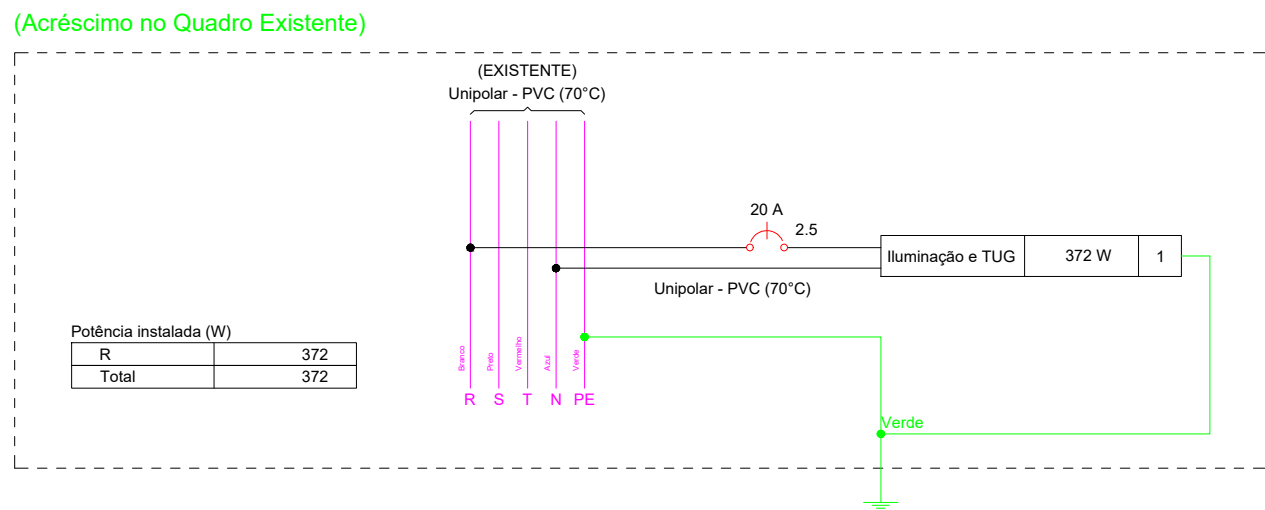 (Acréscimo no Quadro Existente)
(EXISTENTE)
Unipolar - PVC (70°C)
20 A
2.5
Iluminação e TUG 372 W 1
Unipolar - PVC (70°C)
Potência instalada (W)
R 372
Total 372
Branco Preto Vermelho Azul Verde
R S T N PE
Verde